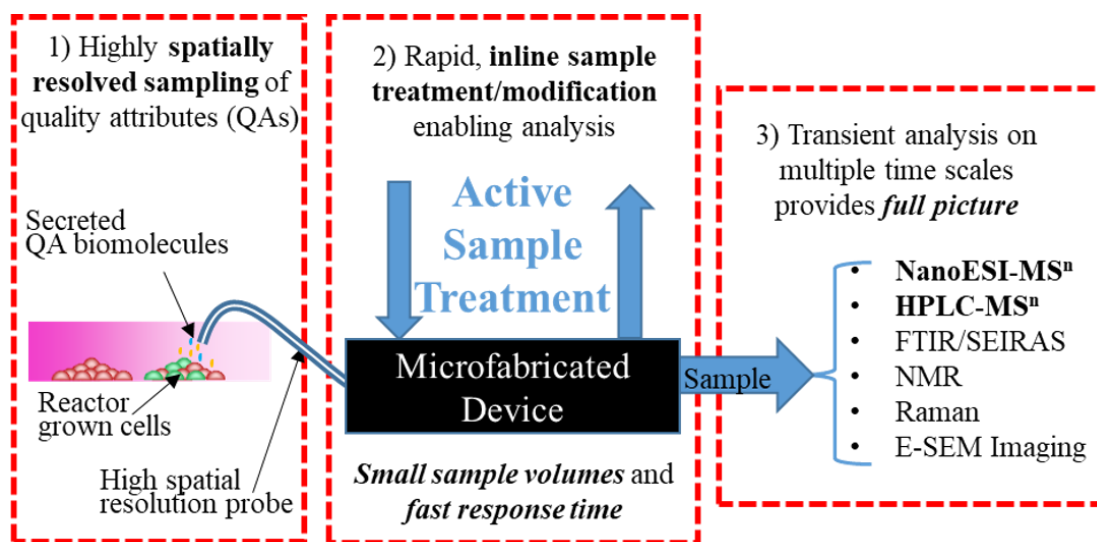 1) Highly spatially
resolved sampling of
quality attributes (QAs)
Secreted
QA biomolecules
Reactor
grown cells
High spatial
resolution probe
2) Rapid, inline sample
treatment/modification
enabling analysis
Active
Sample
Treatment
Microfabricated
Device
Small sample volumes and
fast response time
Sample
3) Transient analysis on
multiple time scales
provides full picture
• NanoESI-MSⁿ
• HPLC-MSⁿ
• FTIR/SEIRAS
• NMR
• Raman
• E-SEM Imaging